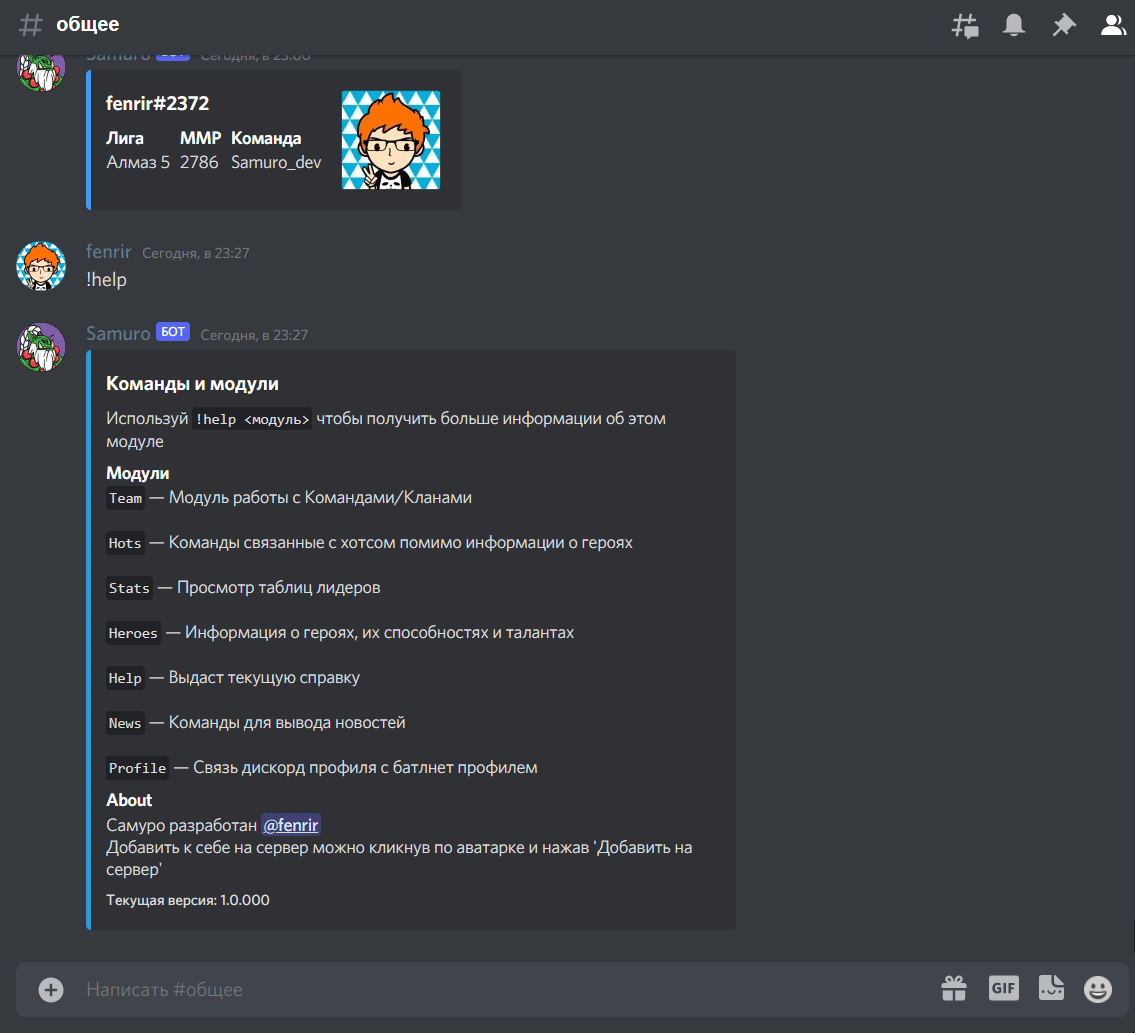 общее
Samuro БОТ Сегодня, в 23:00
fenrir#2372
Лига ММР Команда
Алмаз 5 2786 Samuro_dev
fenrir Сегодня, в 23:27
!help
Samuro БОТ Сегодня, в 23:27
Команды и модули
Используй !help <модуль> чтобы получить больше информации об этом
модуле
Модули
Team — Модуль работы с Командами/Кланами
Hots — Команды связанные с хотсом помимо информации о героях
Stats — Просмотр таблиц лидеров
Heroes — Информация о героях, их способностях и талантах
Help — Выдаст текущую справку
News — Команды для вывода новостей
Profile — Связь дискорд профиля с батлнет профилем
About
Самуро разработан @fenrir
Добавить к себе на сервер можно кликнув по аватарке и нажав 'Добавить на
сервер'
Текущая версия: 1.0.000
Написать #общее
GIF